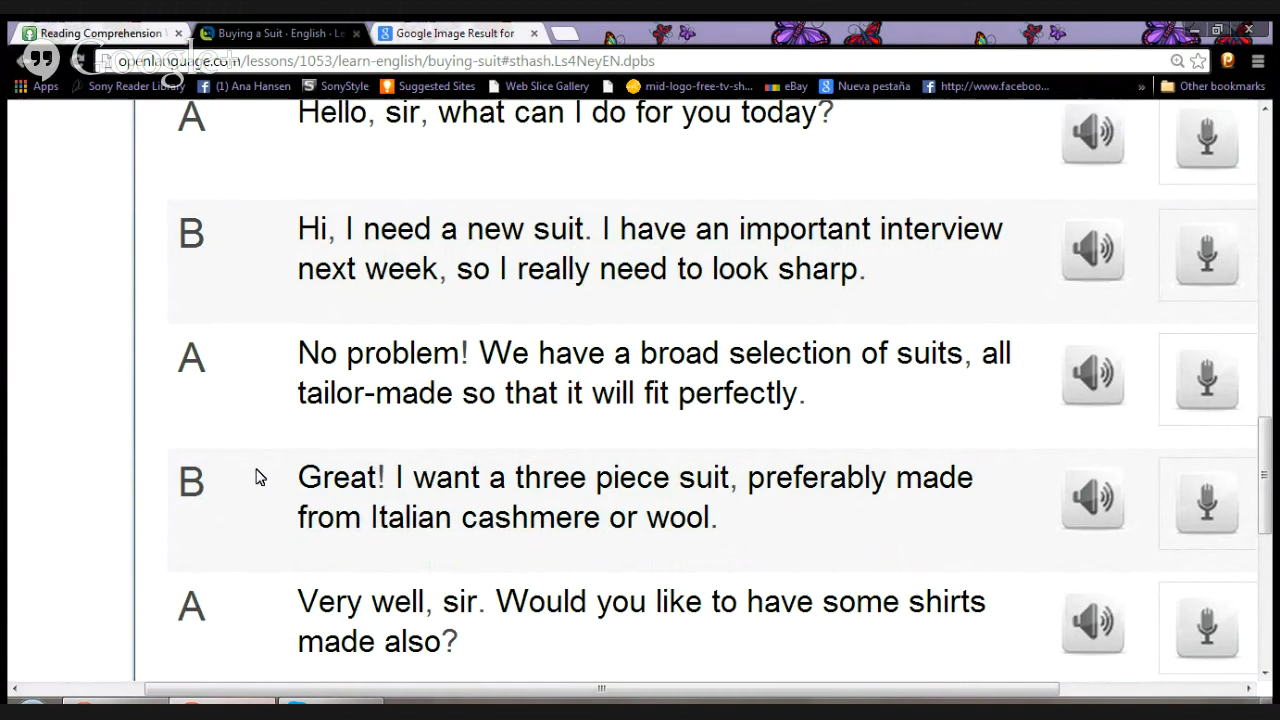 Reading Comprehension
Buying a Suit · English · Le
Google Image Result for
Google+
openlanguage.com/lessons/1053/learn-english/buying-suit#sthash.Ls4NeyEN.dpbs
Apps Sony Reader Library (1) Ana Hansen SonyStyle Suggested Sites Web Slice Gallery mid-logo-free-tv-sh... eBay Nueva pestaña http://www.faceboo... » Other bookmarks
A Hello, sir, what can I do for you today?
B Hi, I need a new suit. I have an important interview
next week, so I really need to look sharp.
A No problem! We have a broad selection of suits, all
tailor-made so that it will fit perfectly.
B Great! I want a three piece suit, preferably made
from Italian cashmere or wool.
A Very well, sir. Would you like to have some shirts
made also?